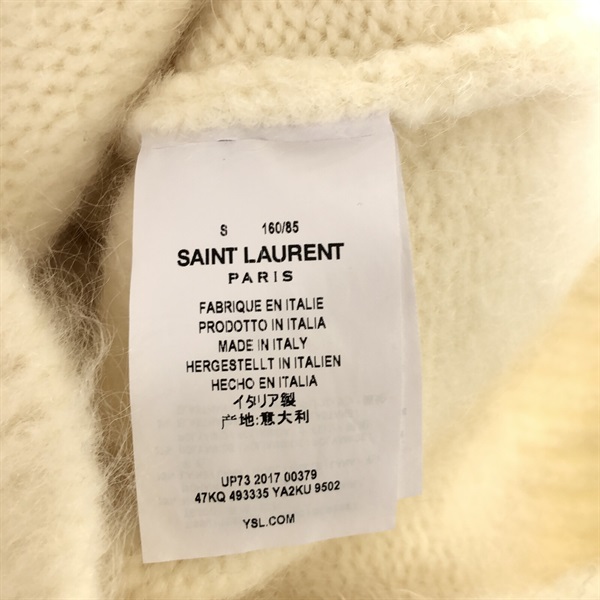 S 160/85
SAINT LAURENT
PARIS
FABRIQUE EN ITALIE
PRODOTTO IN ITALIA
MADE IN ITALY
HERGESTELLT IN ITALIEN
HECHO EN ITALIA
イタリア製
产地:意大利
UP73 2017 00379
47KQ 493335 YA2KU 9502
YSL.COM